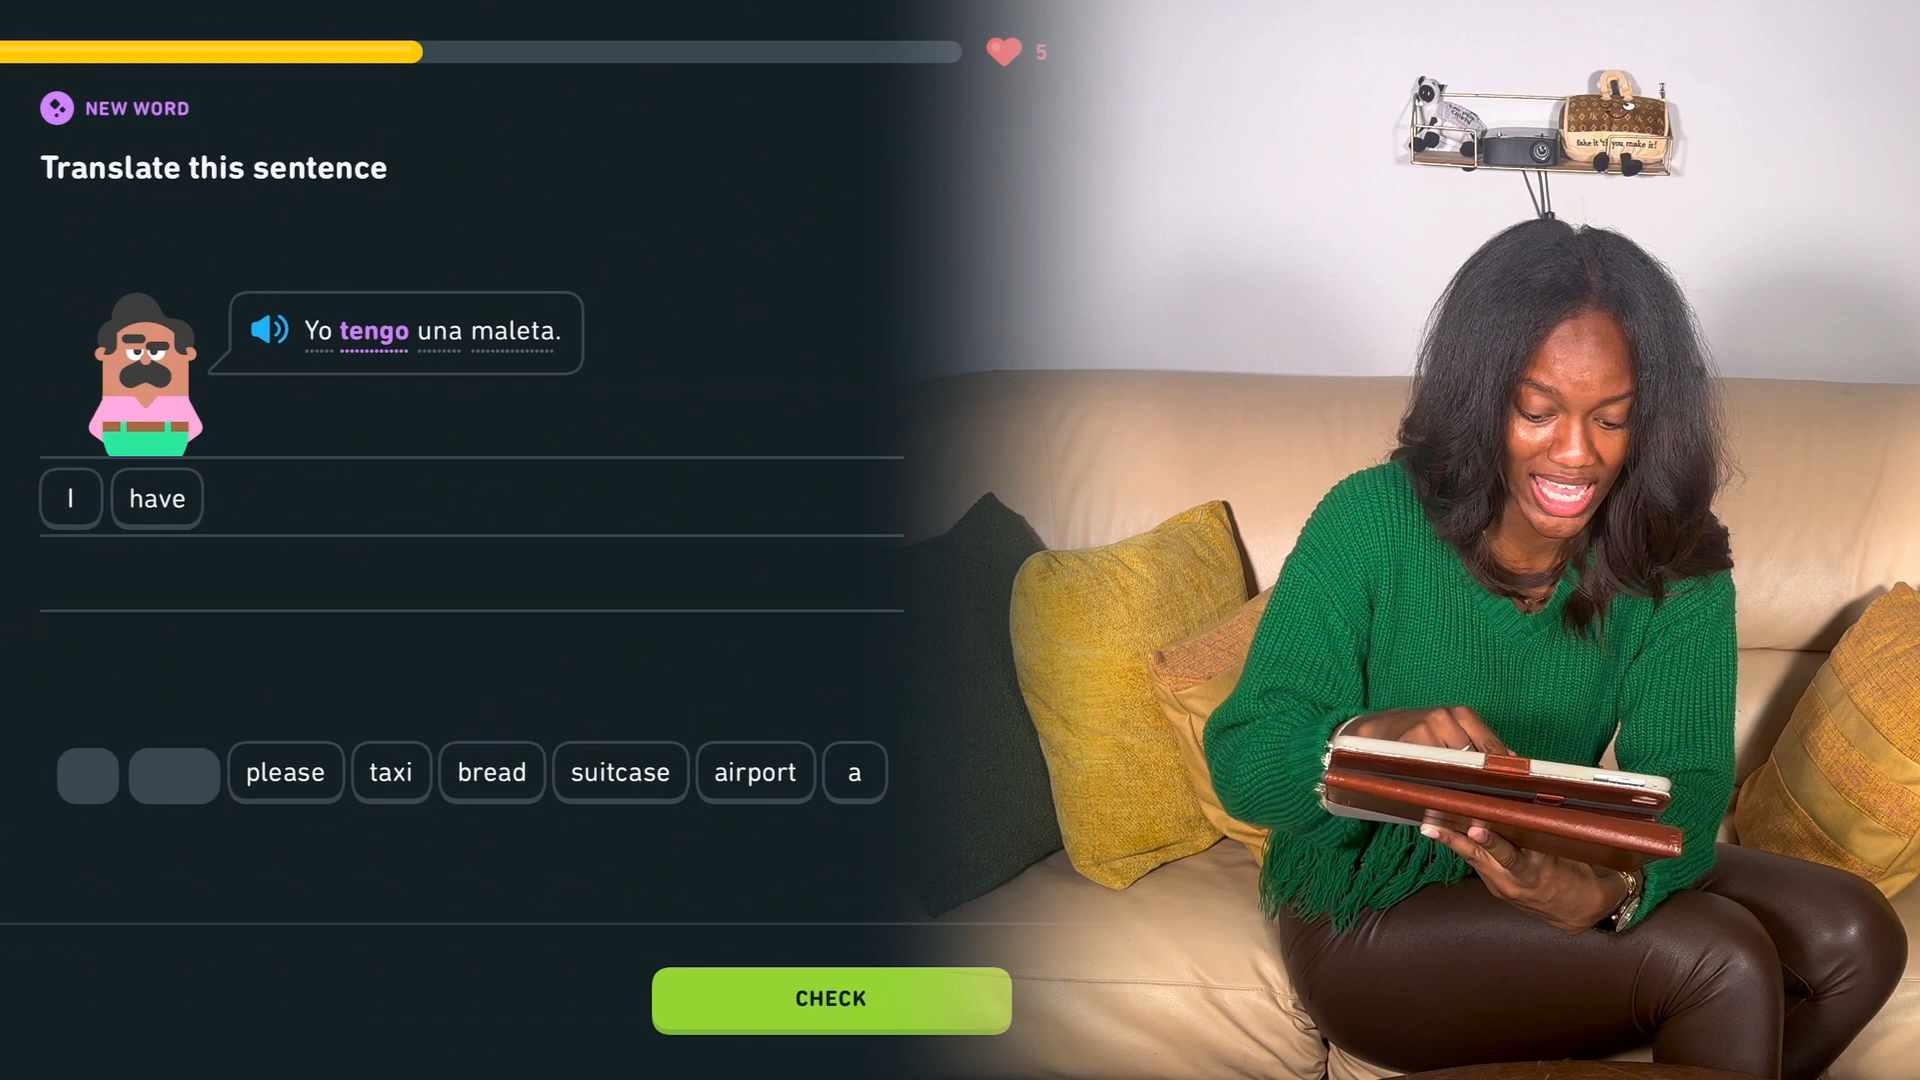 5
NEW WORD
Translate this sentence
Yo tengo una maleta.
I have
please taxi bread suitcase airport a
CHECK
fake it 'til you make it!